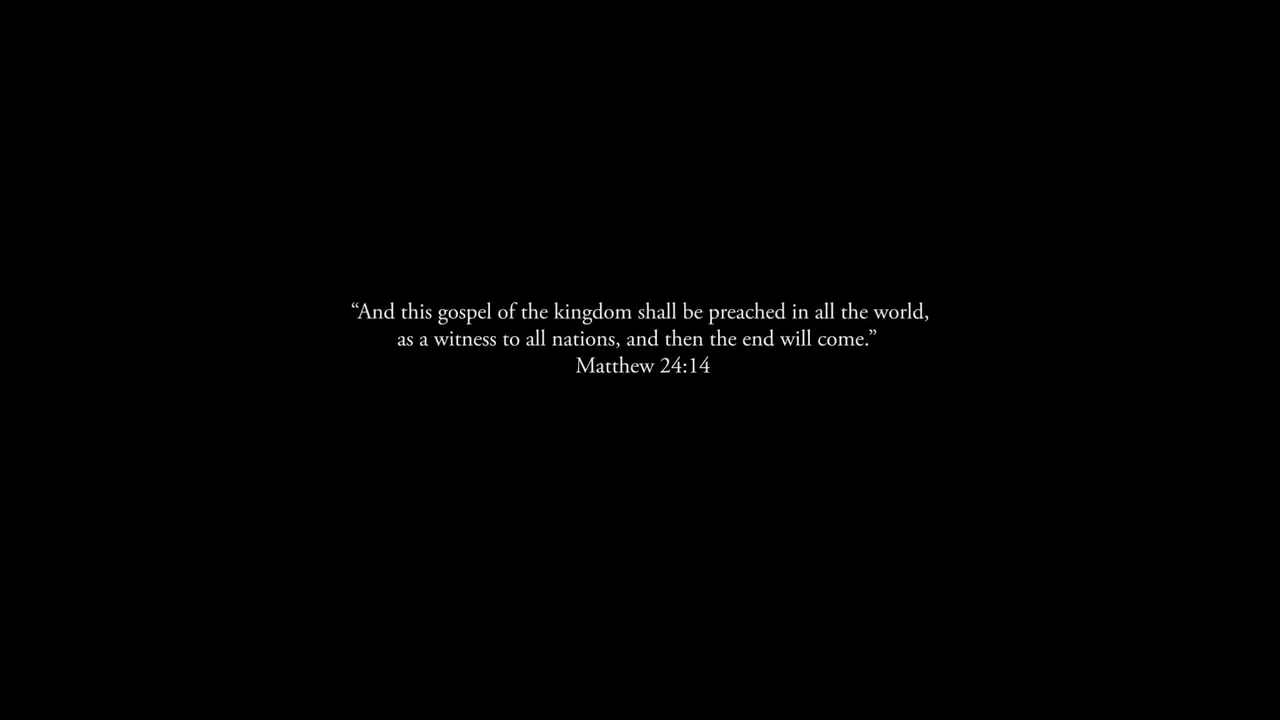 “And this gospel of the kingdom shall be preached in all the world,
as a witness to all nations, and then the end will come.”
Matthew 24:14